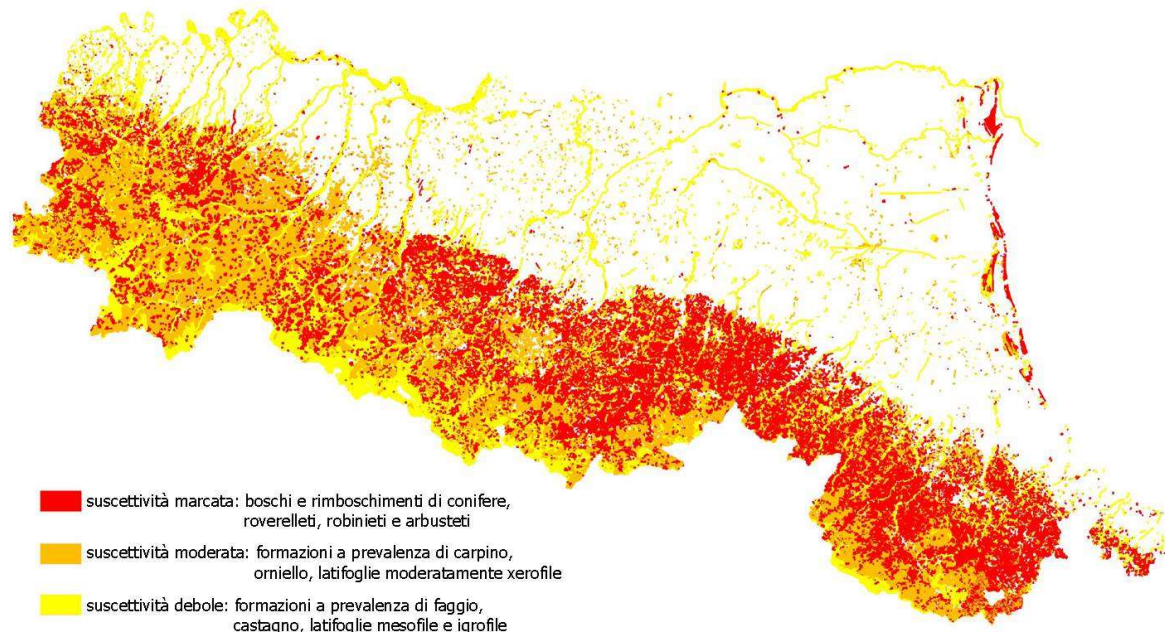 suscettività marcata: boschi e rimboschimenti di conifere,
roverelleti, robinieti e arbusteti
suscettività moderata: formazioni a prevalenza di carpino,
orniello, latifoglie moderatamente xerofile
suscettività debole: formazioni a prevalenza di faggio,
castagno, latifoglie mesofile e igrofile